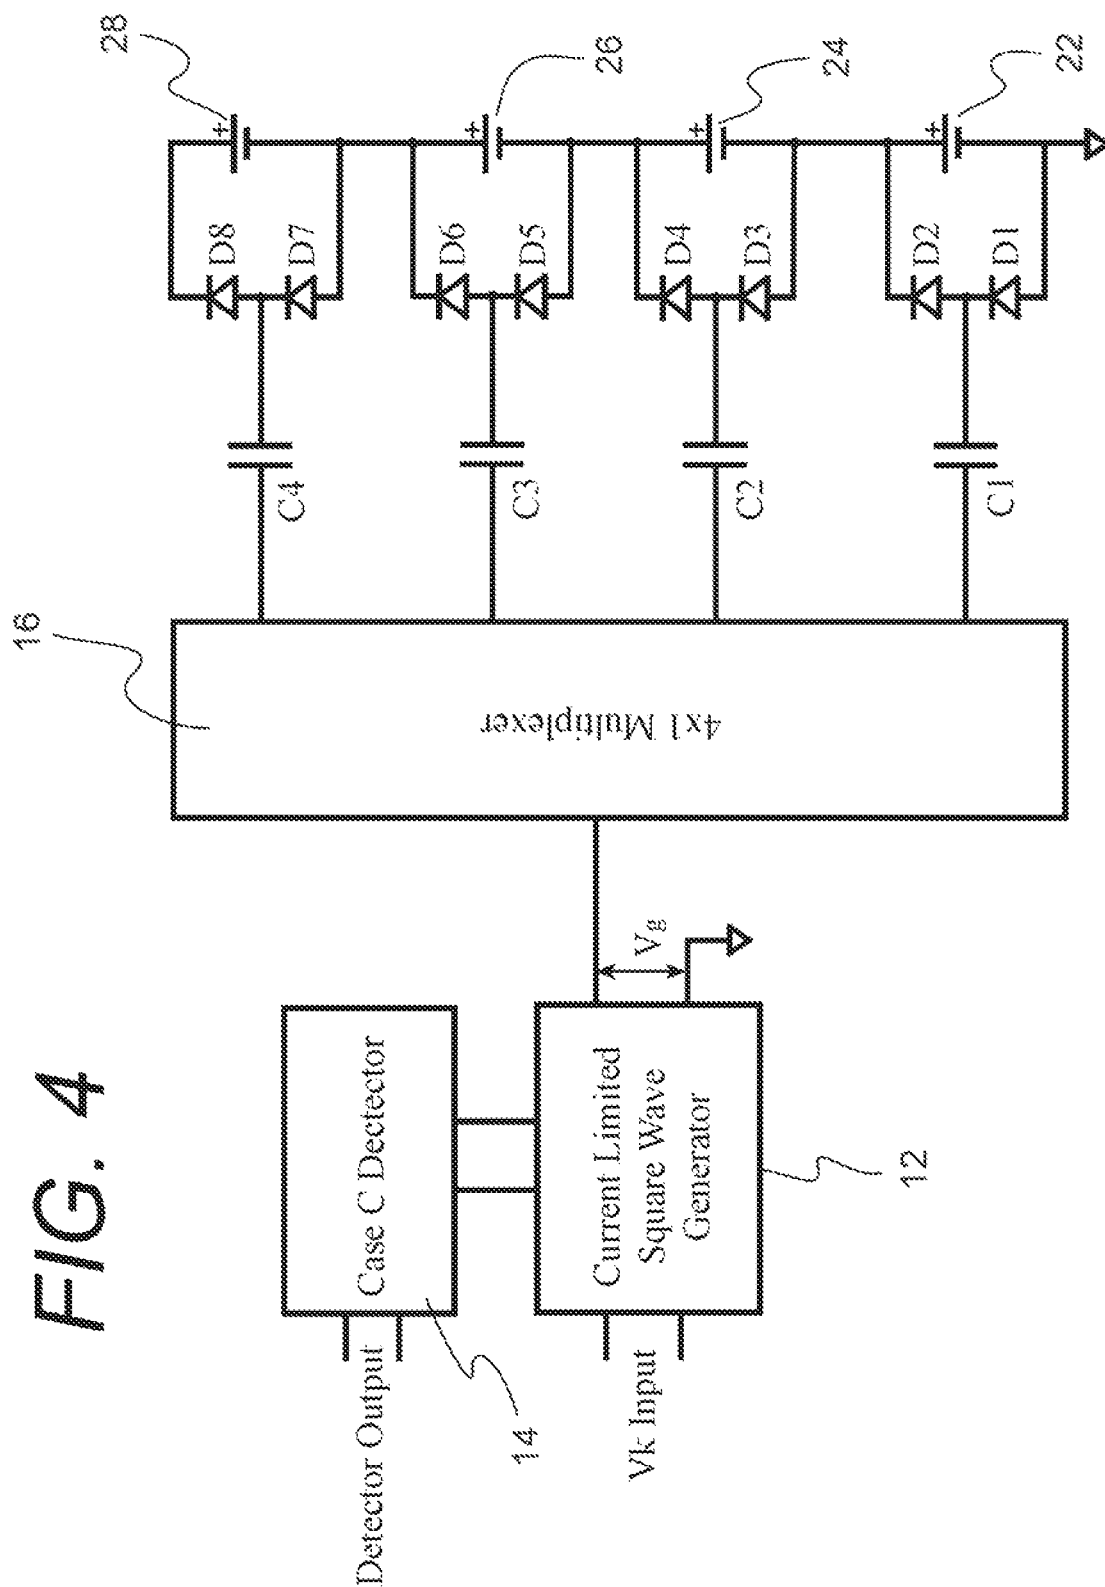 FIG. 4
28
26
24
22
D8
D7
D6
D5
D4
D3
D2
D1
+
+
+
+
C4
C3
C2
C1
16
4x1 Multiplexer
Vg
Case C Dectector
Current Limited
Square Wave
Generator
12
14
Detector Output
Vk Input